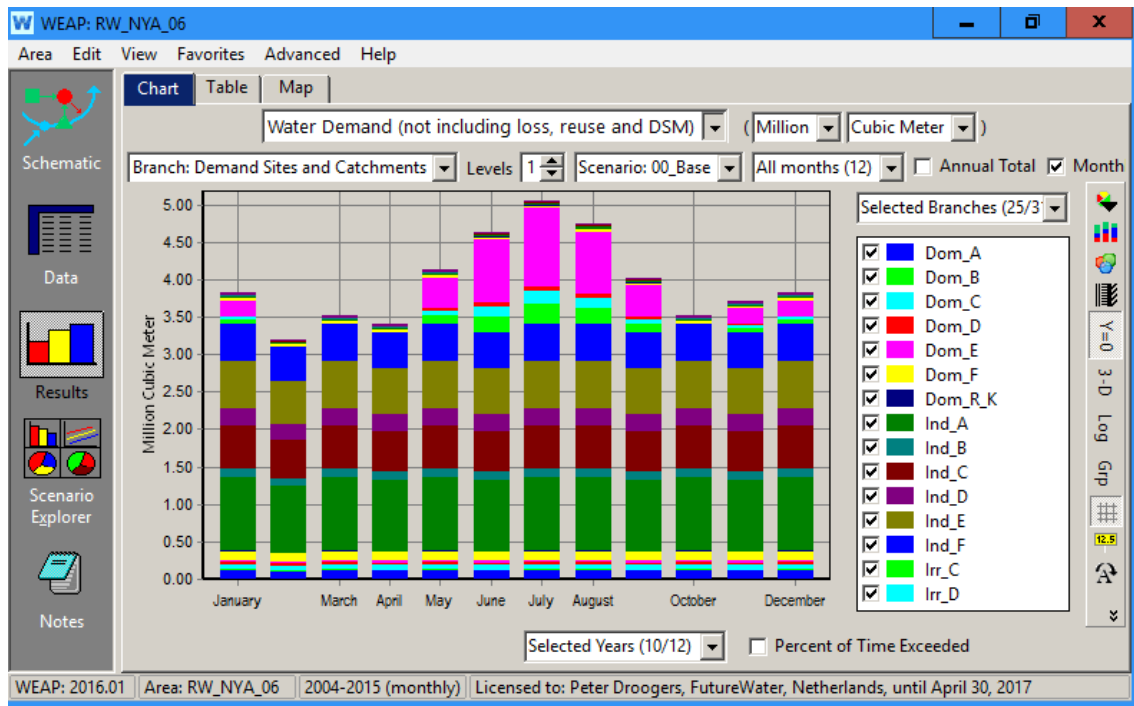 WEAP: RW_NYA_06
Area Edit View Favorites Advanced Help
Schematic
Data
Results
Scenario
Explorer
Notes
Chart Table Map
Water Demand (not including loss, reuse and DSM) ( Million Cubic Meter )
Branch: Demand Sites and Catchments Levels 1 Scenario: 00_Base All months (12) Annual Total Month
Million Cubic Meter
5.00
4.50
4.00
3.50
3.00
2.50
2.00
1.50
1.00
0.50
0.00
January March April May June July August October December
Selected Branches (25/3
Dom_A
Dom_B
Dom_C
Dom_D
Dom_E
Dom_F
Dom_R_K
Ind_A
Ind_B
Ind_C
Ind_D
Ind_E
Ind_F
Irr_C
Irr_D
Y=0
3-D
Log
Grp
12.5
A
Selected Years (10/12) Percent of Time Exceeded
WEAP: 2016.01 Area: RW_NYA_06 2004-2015 (monthly) Licensed to: Peter Droogers, FutureWater, Netherlands, until April 30, 2017